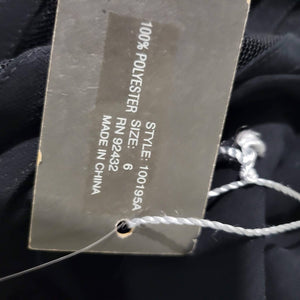 STYLE: 100195A
100% POLYESTER SIZE: 6
RN 92432
MADE IN CHINA